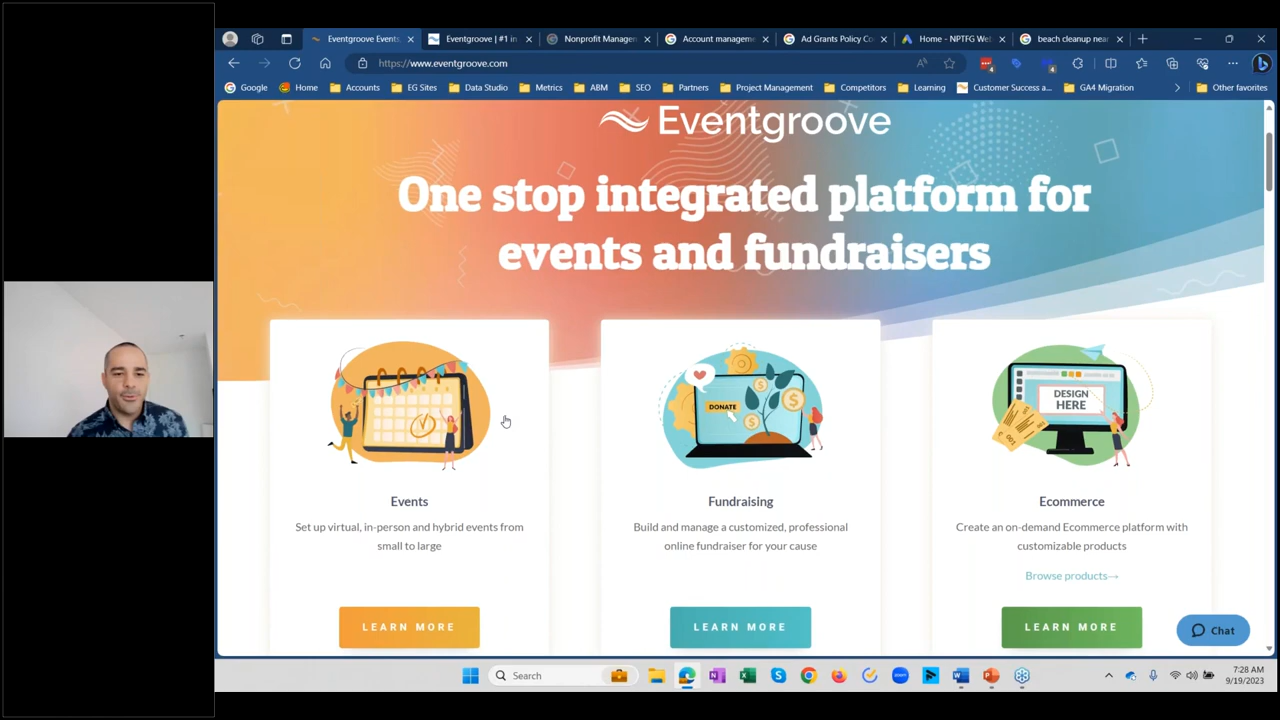 Eventgroove Events,
Eventgroove | #1 in
Nonprofit Managem
Account managem
Ad Grants Policy Co
Home - NPTFG Web
beach cleanup near
https://www.eventgroove.com
Google
Home
Accounts
EG Sites
Data Studio
Metrics
ABM
SEO
Partners
Project Management
Competitors
Learning
Customer Success a...
GA4 Migration
Other favorites
Eventgroove
One stop integrated platform for
events and fundraisers
DONATE
DESIGN
HERE
001
Events
Fundraising
Ecommerce
Set up virtual, in-person and hybrid events from
small to large
Build and manage a customized, professional
online fundraiser for your cause
Create an on-demand Ecommerce platform with
customizable products
Browse products→
LEARN MORE
LEARN MORE
LEARN MORE
Chat
Search
7:28 AM
9/19/2023